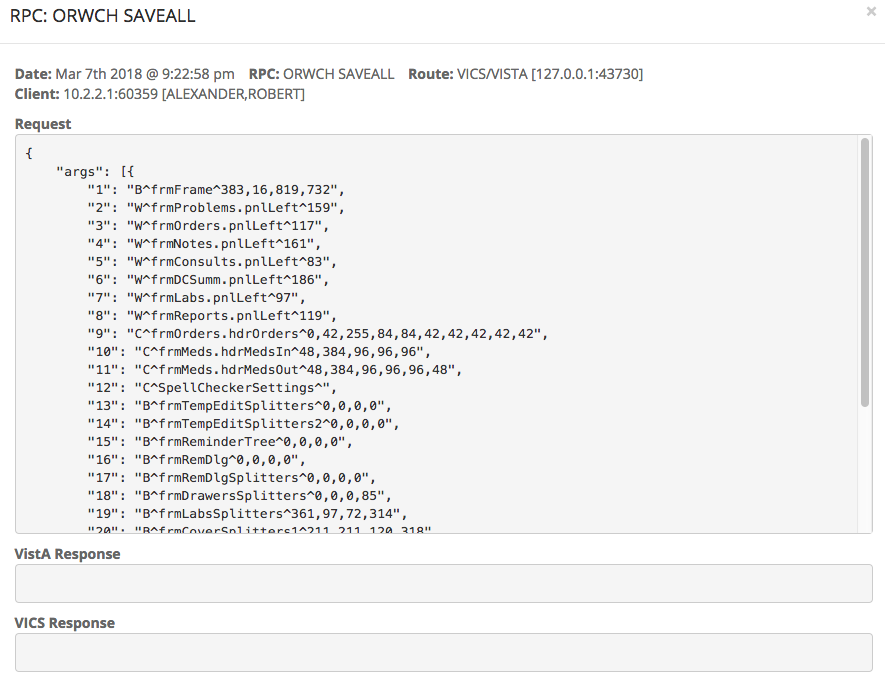 RPC: ORWCH SAVEALL
×
Date: Mar 7th 2018 @ 9:22:58 pm RPC: ORWCH SAVEALL Route: VICS/VISTA [127.0.0.1:43730]
Client: 10.2.2.1:60359 [ALEXANDER,ROBERT]
Request
{
"args": [{
"1": "B^frmFrame^383,16,819,732",
"2": "W^frmProblems.pnlLeft^159",
"3": "W^frmOrders.pnlLeft^117",
"4": "W^frmNotes.pnlLeft^161",
"5": "W^frmConsults.pnlLeft^83",
"6": "W^frmDCSumm.pnlLeft^186",
"7": "W^frmLabs.pnlLeft^97",
"8": "W^frmReports.pnlLeft^119",
"9": "C^frmOrders.hdrOrders^0,42,255,84,84,42,42,42,42,42",
"10": "C^frmMeds.hdrMedsIn^48,384,96,96,96",
"11": "C^frmMeds.hdrMedsOut^48,384,96,96,96,48",
"12": "C^SpellCheckerSettings^",
"13": "B^frmTempEditSplitters^0,0,0,0",
"14": "B^frmTempEditSplitters2^0,0,0,0",
"15": "B^frmReminderTree^0,0,0,0",
"16": "B^frmRemDlg^0,0,0,0",
"17": "B^frmRemDlgSplitters^0,0,0,0",
"18": "B^frmDrawersSplitters^0,0,0,85",
"19": "B^frmLabsSplitters^361,97,72,314",
"20": "B^frmCoverSplitters1^211,211,120,318"
VistA Response
VICS Response